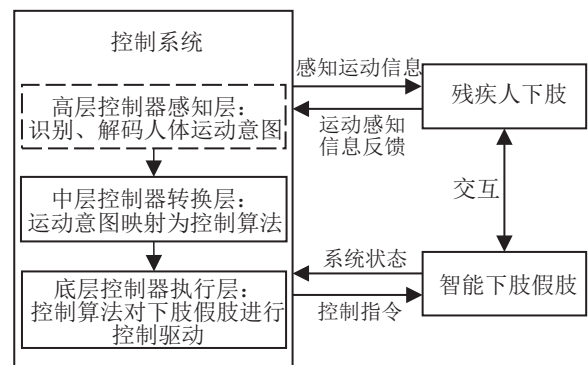 控制系统
高层控制器感知层：
识别、解码人体运动意图
中层控制器转换层：
运动意图映射为控制算法
底层控制器执行层：
控制算法对下肢假肢进行
控制驱动
感知运动信息
运动感知
信息反馈
系统状态
控制指令
残疾人下肢
交互
智能下肢假肢